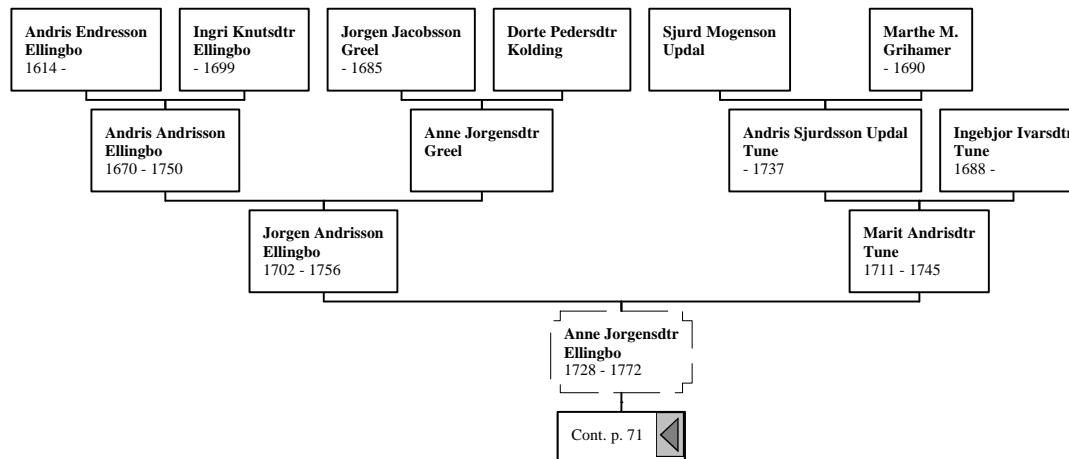 Andris Endresson
Ellingbo
1614 -
Ingri Knutsdtr
Ellingbo
- 1699
Jorgen Jacobsson
Greel
- 1685
Dorte Pedersdtr
Kolding
Sjurd Mogenson
Updal
Marthe M.
Grihamer
- 1690
Andris Andrisson
Ellingbo
1670 - 1750
Anne Jorgensdtr
Greel
Andris Sjurdsson Updal
Tune
- 1737
Ingebjor Ivarsdtr
Tune
1688 -
Jorgen Andrisson
Ellingbo
1702 - 1756
Marit Andrisdtr
Tune
1711 - 1745
Anne Jorgensdtr
Ellingbo
1728 - 1772
Cont. p. 71